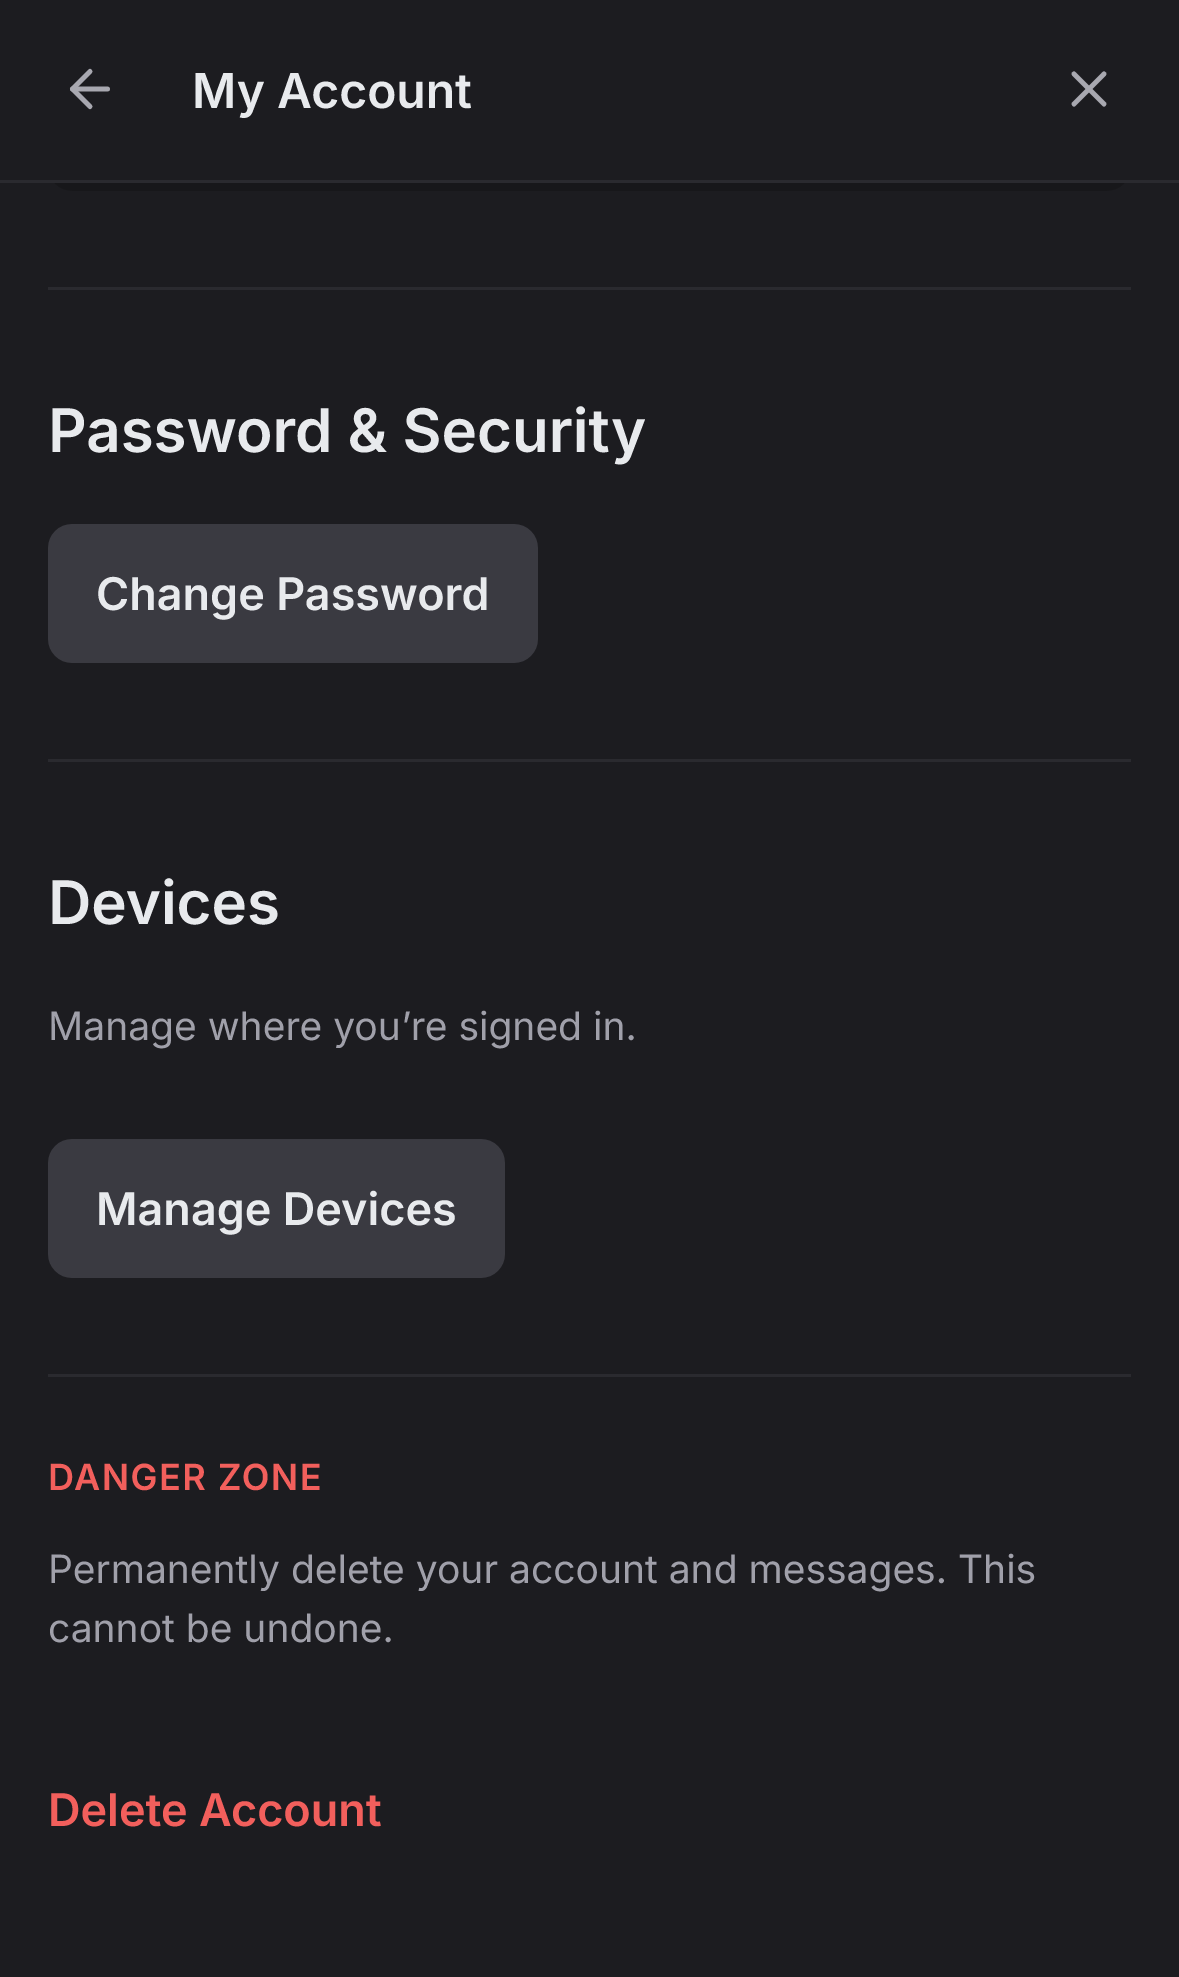 My Account
Password & Security
Change Password
Devices
Manage where you’re signed in.
Manage Devices
DANGER ZONE
Permanently delete your account and messages. This
cannot be undone.
Delete Account